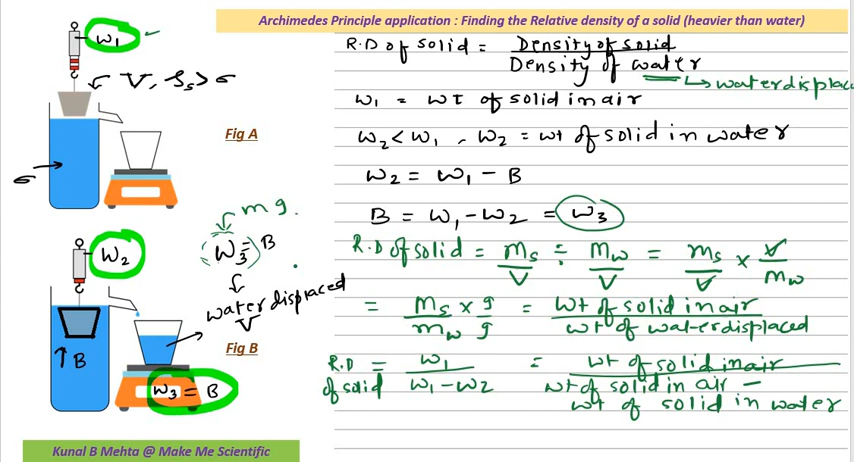 Archimedes Principle application : Finding the Relative density of a solid (heavier than water)
W1
V, ρs > σ
Fig A
σ
R.D of solid = Density of solid / Density of water
→ waterdisplaced
W1 = wt of solid in air
W2 < W1, W2 = wt of solid in water
W2 = W1 - B
B = W1 - W2 = W3
mg.
W3 = B
water displaced
V
W2
↑ B
Fig B
W3 = B
R.D of solid = ms/V ÷ mw/V = ms/V × V/mw
= ms × g / mw g = wt of solid in air / wt of water displaced
R.D of solid = W1 / W1 - W2 = wt of solid in air / wt of solid in air - wt of solid in water
Kunal B Mehta @ Make Me Scientific